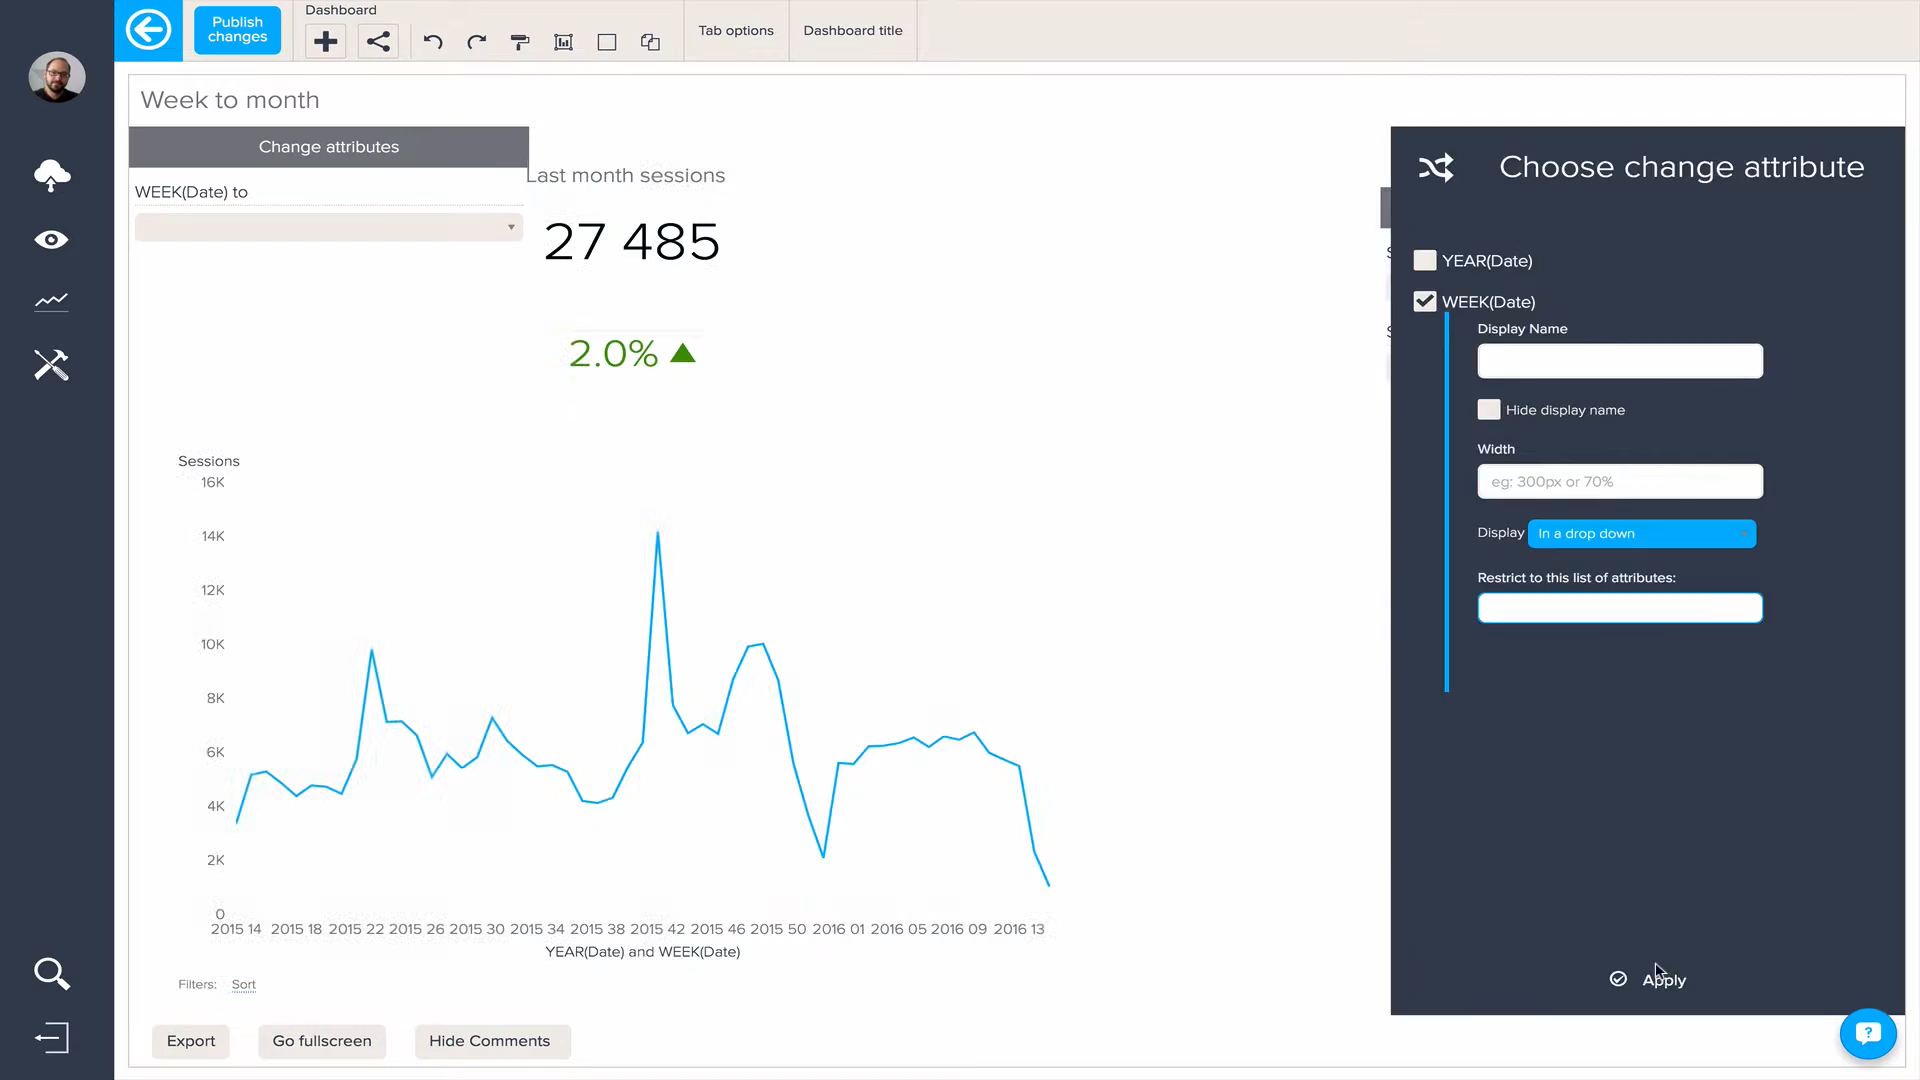 Publish
changes
Dashboard
Tab options
Dashboard title
Week to month
Change attributes
WEEK(Date) to
Last month sessions
27 485
2.0%
Sessions
16K
14K
12K
10K
8K
6K
4K
2K
0
2015 14 2015 18 2015 22 2015 26 2015 30 2015 34 2015 38 2015 42 2015 46 2015 50 2016 01 2016 05 2016 09 2016 13
YEAR(Date) and WEEK(Date)
Filters: Sort
Export
Go fullscreen
Hide Comments
Choose change attribute
YEAR(Date)
WEEK(Date)
Display Name
Hide display name
Width
eg: 300px or 70%
Display In a drop down
Restrict to this list of attributes:
Apply